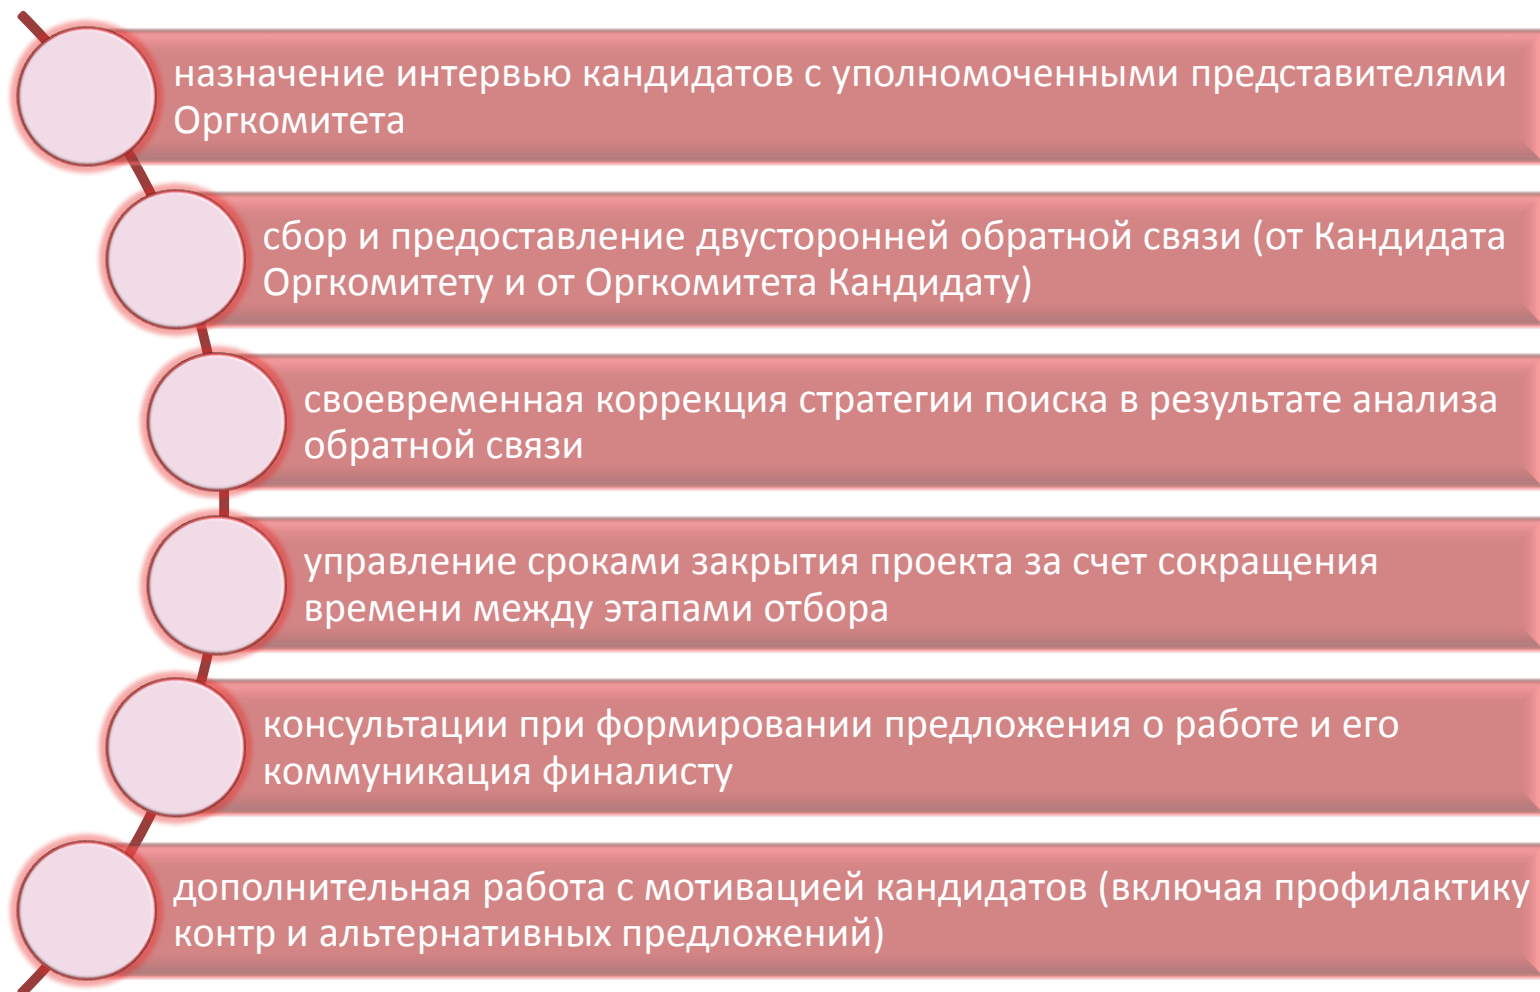 назначение интервью кандидатов с уполномоченными представителями
Оргкомитета
сбор и предоставление двусторонней обратной связи (от Кандидата
Оргкомитету и от Оргкомитета Кандидату)
своевременная коррекция стратегии поиска в результате анализа
обратной связи
управление сроками закрытия проекта за счет сокращения
времени между этапами отбора
консультации при формировании предложения о работе и его
коммуникация финалисту
дополнительная работа с мотивацией кандидатов (включая профилактику
контр и альтернативных предложений)